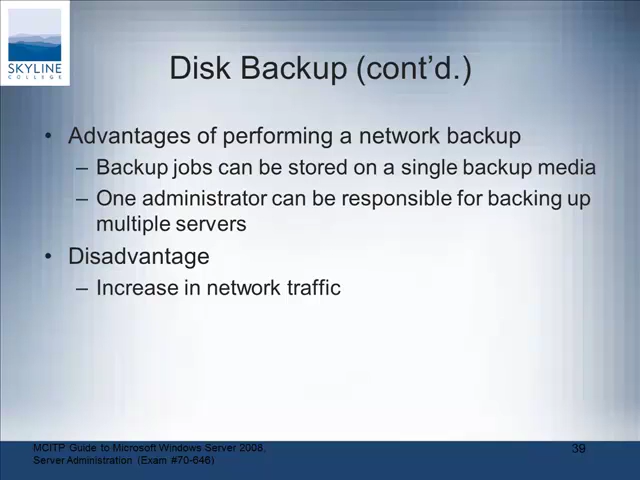 SKYLINE
COLLEGE
Disk Backup (cont’d.)
• Advantages of performing a network backup
– Backup jobs can be stored on a single backup media
– One administrator can be responsible for backing up
multiple servers
• Disadvantage
– Increase in network traffic
MCITP Guide to Microsoft Windows Server 2008,
Server Administration (Exam #70-646)
39